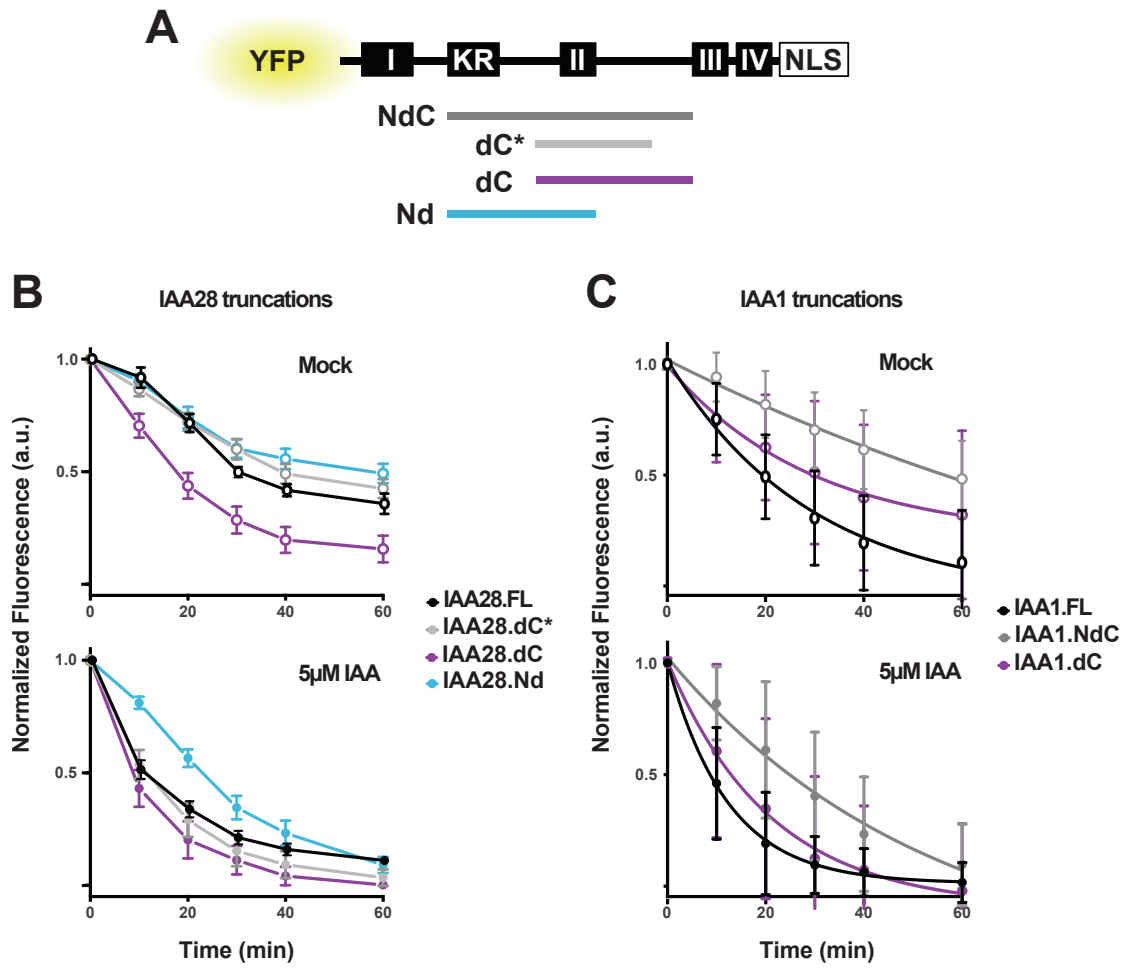 A
YFP
I
KR
II
III
IV
NLS
NdC
dC*
dC
Nd
B
IAA28 truncations
Normalized Fluorescence (a.u.)
Mock
1.0
0.5
0
20
40
60
5µM IAA
1.0
0.5
0
20
40
60
Time (min)
IAA28.FL
IAA28.dC*
IAA28.dC
IAA28.Nd
C
IAA1 truncations
Normalized Fluorescence (a.u.)
Mock
1.0
0.5
0
20
40
60
5µM IAA
1.0
0.5
0
20
40
60
Time (min)
IAA1.FL
IAA1.NdC
IAA1.dC